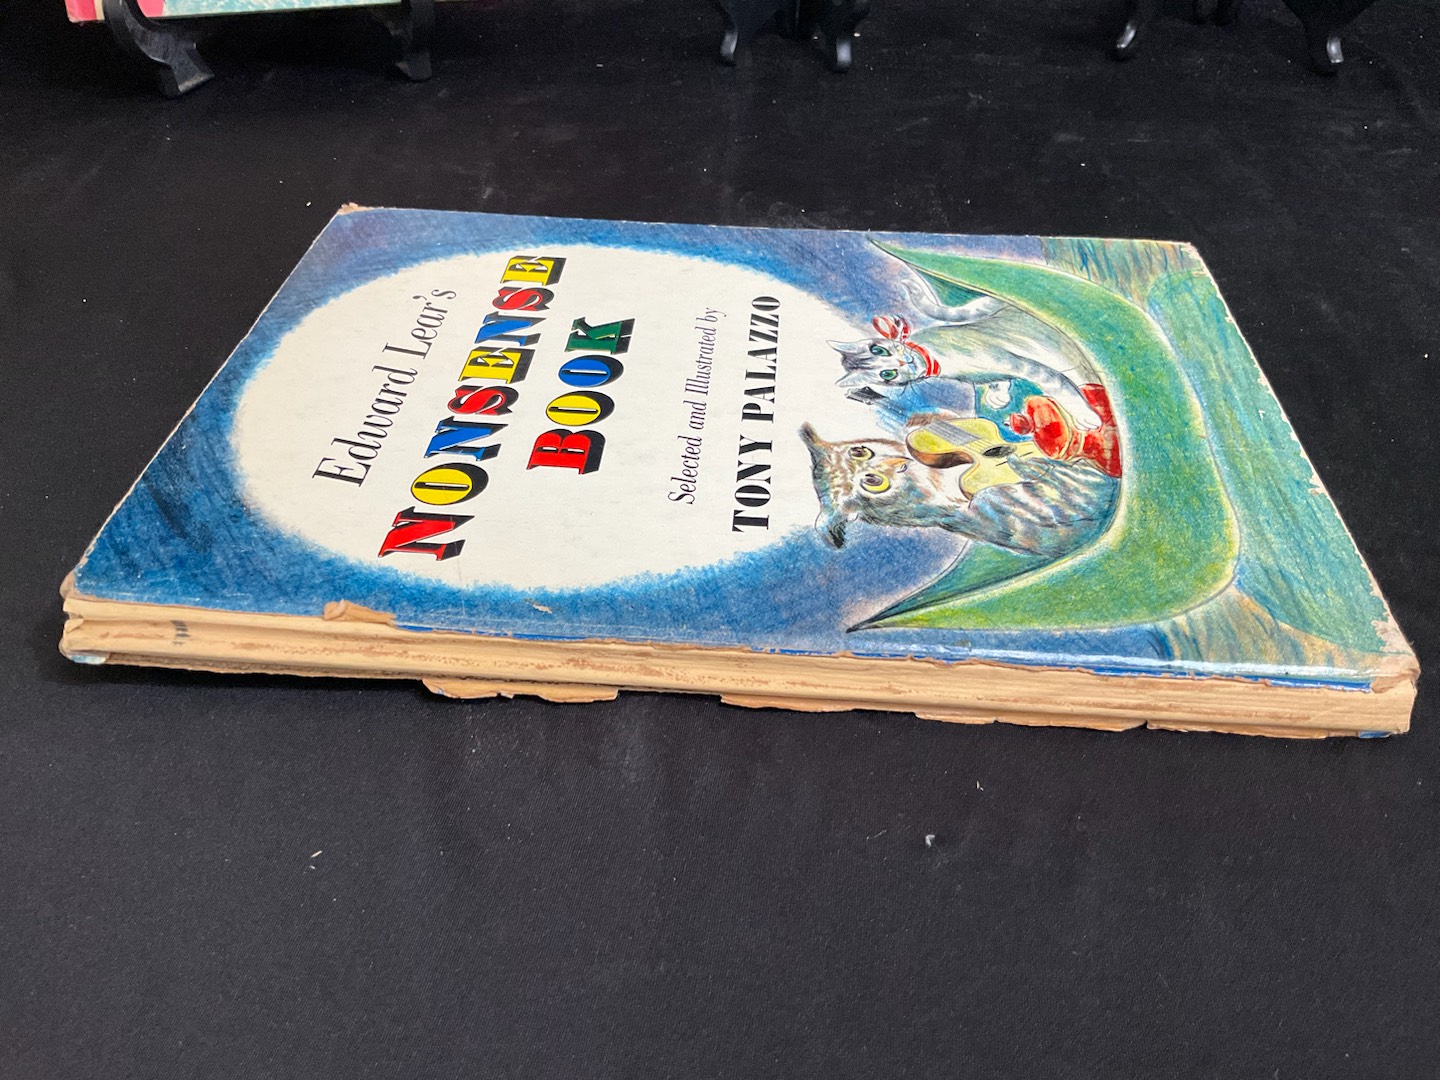 Edward Lear's
NONSENSE
BOOK
Selected and Illustrated by
TONY PALAZZO